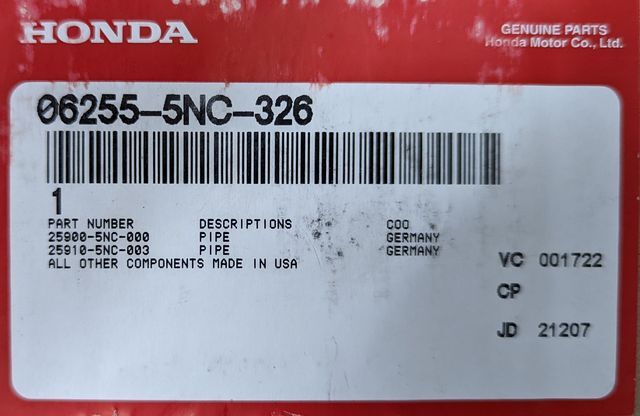 HONDA
GENUINE PARTS
Honda Motor Co., Ltd.
06255-5NC-326
1
PART NUMBER DESCRIPTIONS COO
25900-5NC-000 PIPE GERMANY
25910-5NC-003 PIPE GERMANY
ALL OTHER COMPONENTS MADE IN USA
VC 001722
CP
JD 21207